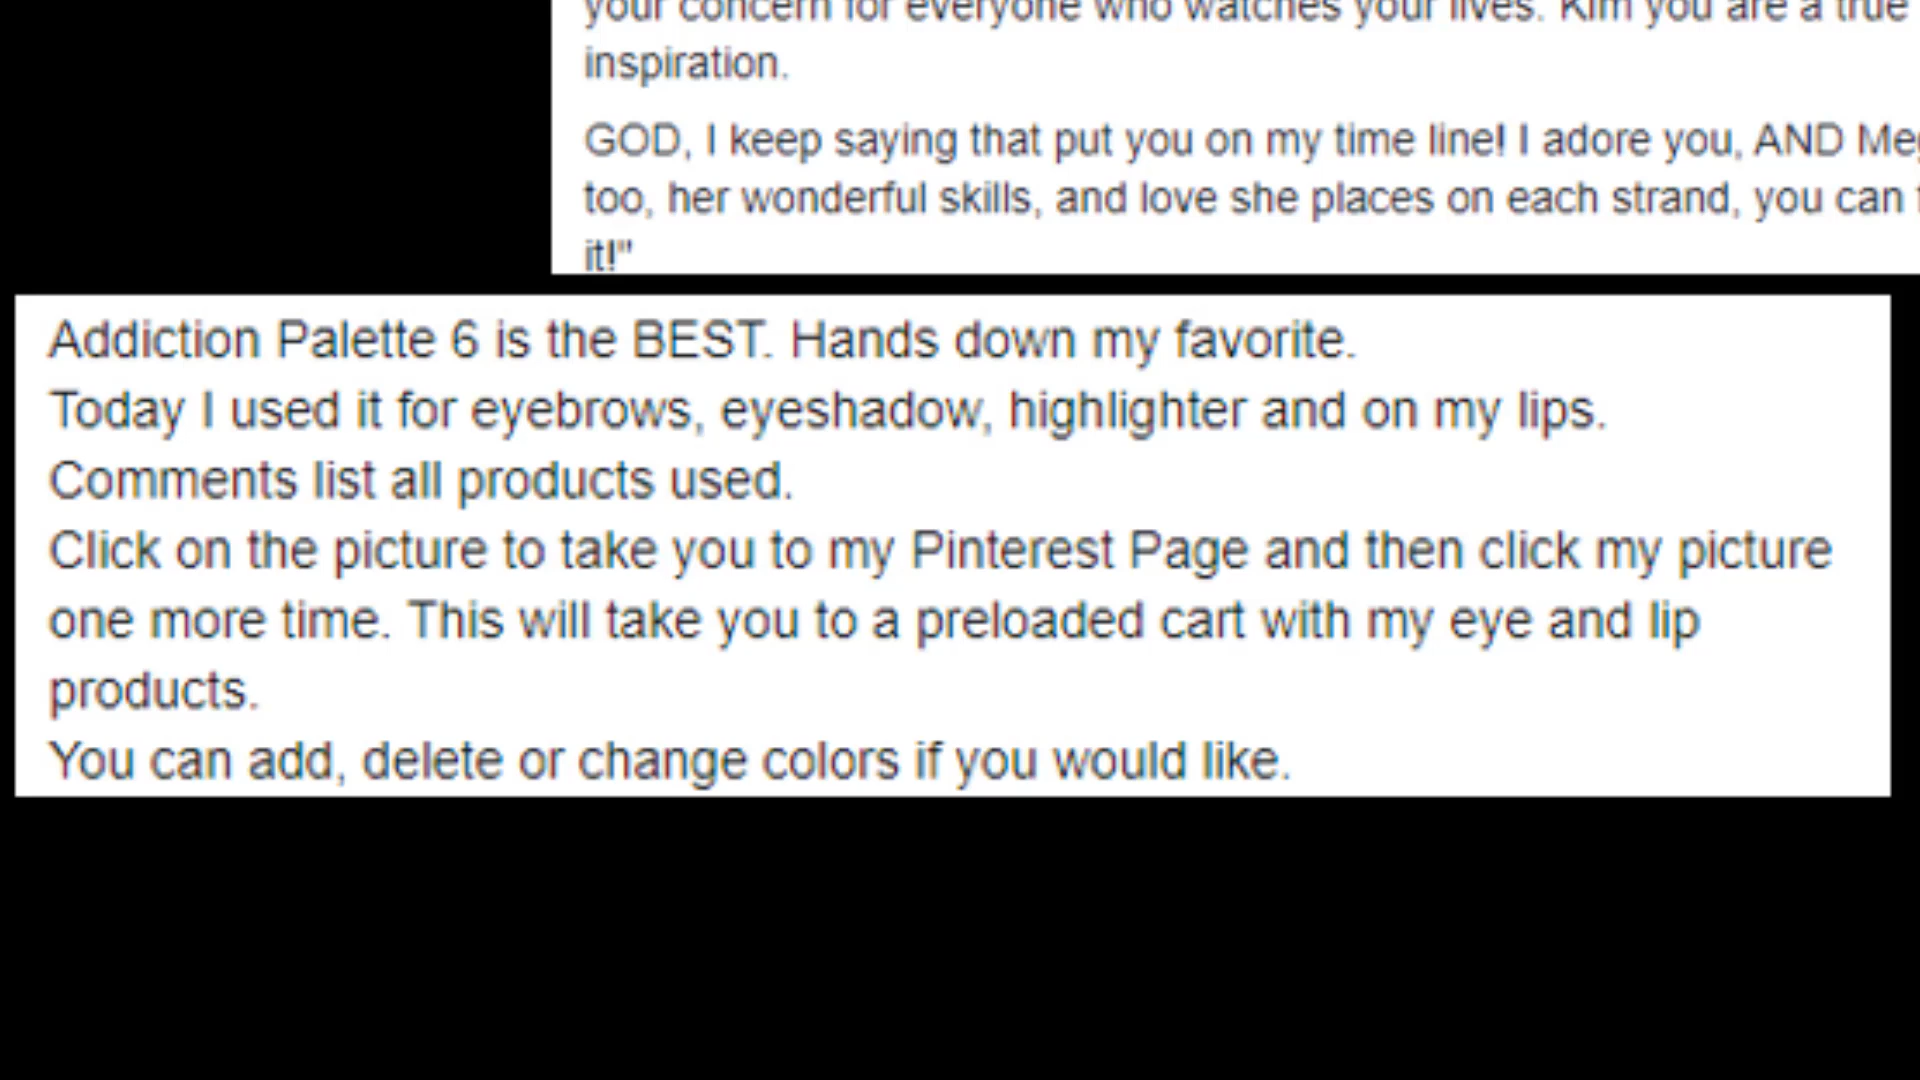 your concern for everyone who watches your lives. Kim you are a true
inspiration.
GOD, I keep saying that put you on my time line! I adore you, AND
too, her wonderful skills, and love she places on each strand, you can
it!"
Addiction Palette 6 is the BEST. Hands down my favorite.
Today I used it for eyebrows, eyeshadow, highlighter and on my lips.
Comments list all products used.
Click on the picture to take you to my Pinterest Page and then click my picture
one more time. This will take you to a preloaded cart with my eye and lip
products.
You can add, delete or change colors if you would like.